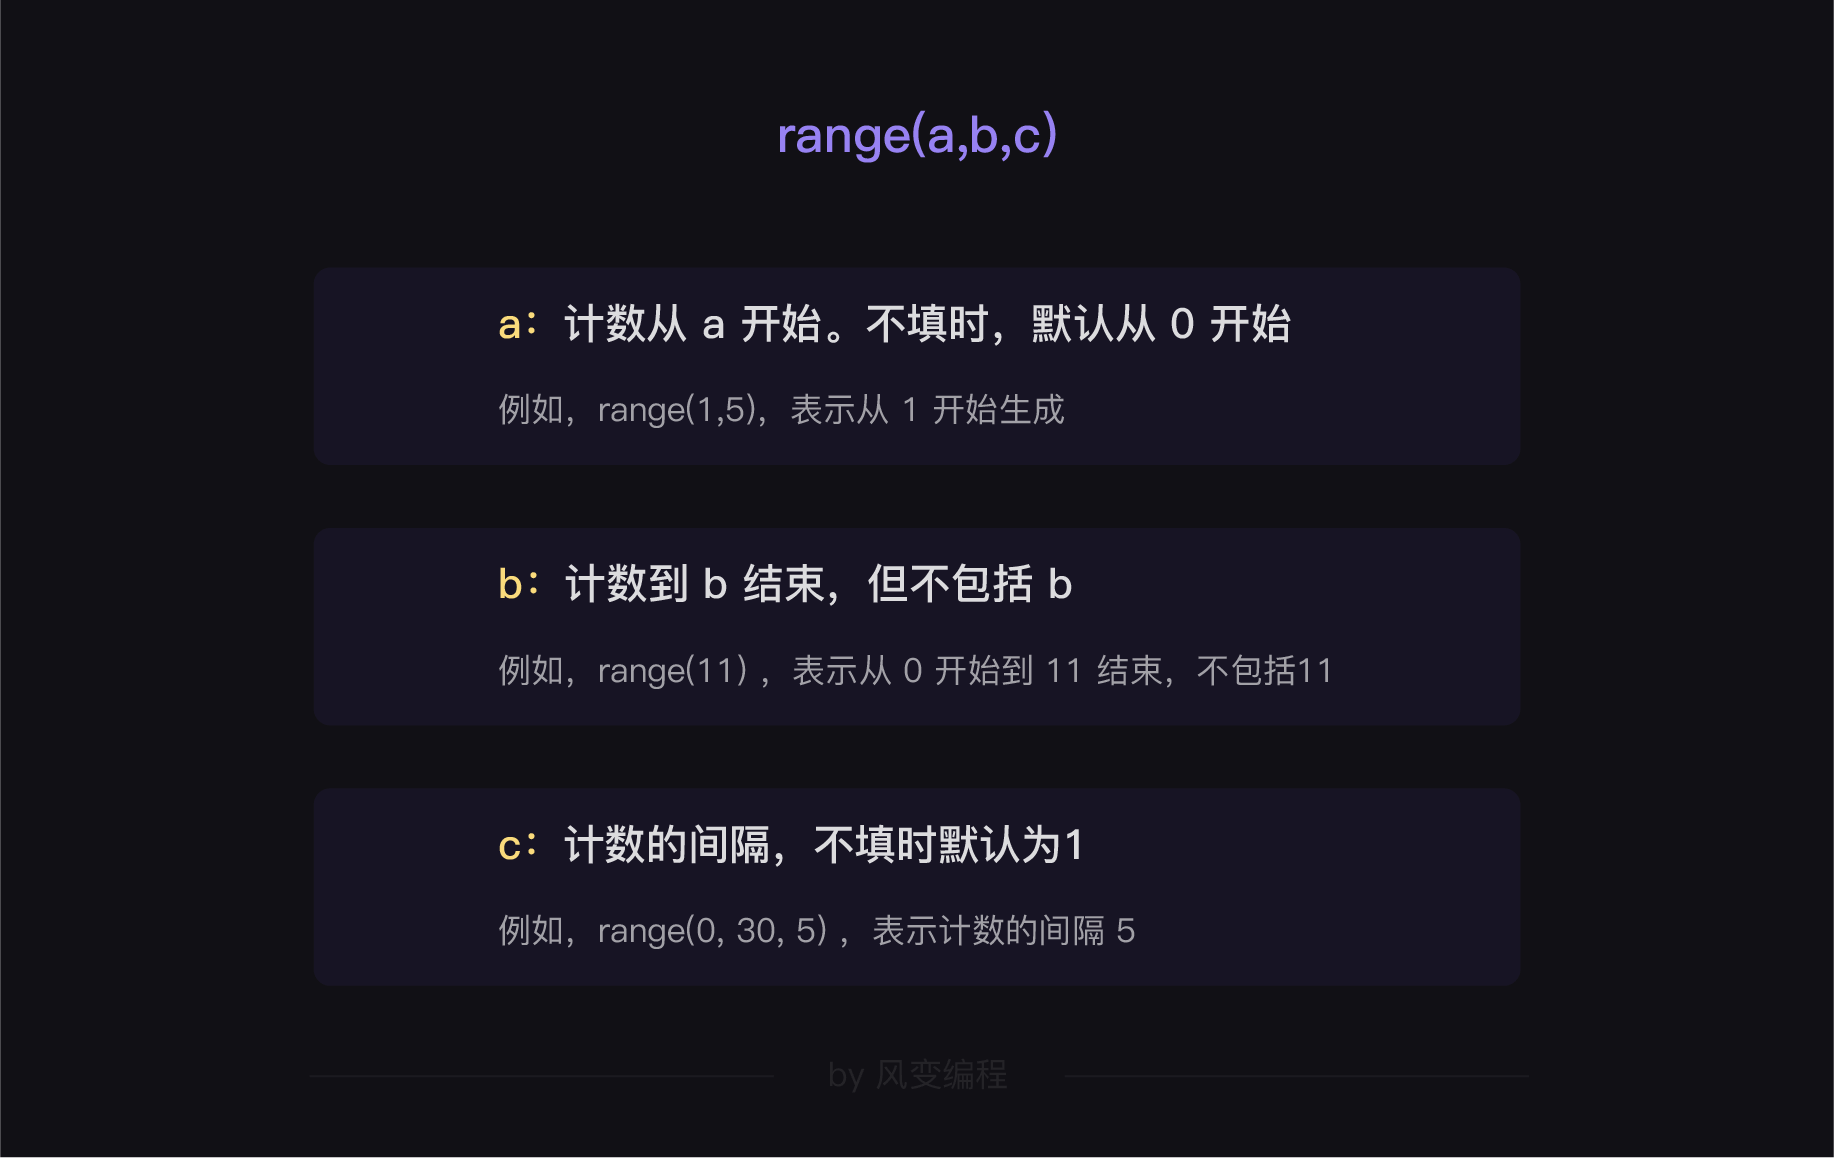 range(a,b,c)
a：计数从 a 开始。不填时，默认从 0 开始
例如，range(1,5)，表示从 1 开始生成
b：计数到 b 结束，但不包括 b
例如，range(11) ，表示从 0 开始到 11 结束，不包括11
c：计数的间隔，不填时默认为1
例如，range(0, 30, 5) ，表示计数的间隔 5
by 风变编程